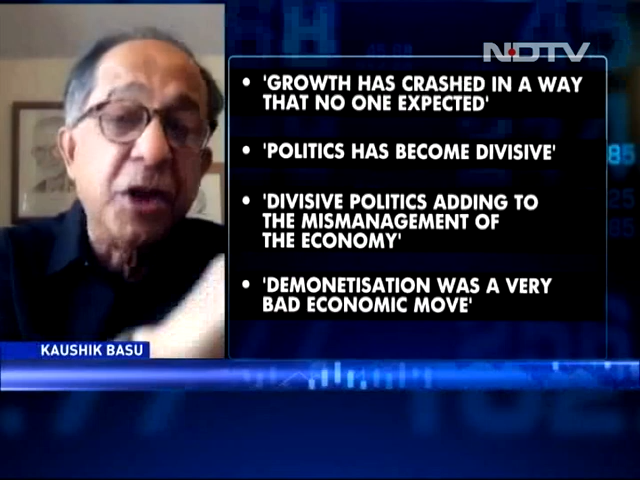 NDTV
• 'GROWTH HAS CRASHED IN A WAY
THAT NO ONE EXPECTED'
• 'POLITICS HAS BECOME DIVISIVE'
• 'DIVISIVE POLITICS ADDING TO
THE MISMANAGEMENT OF
THE ECONOMY'
• 'DEMONETISATION WAS A VERY
BAD ECONOMIC MOVE'
KAUSHIK BASU